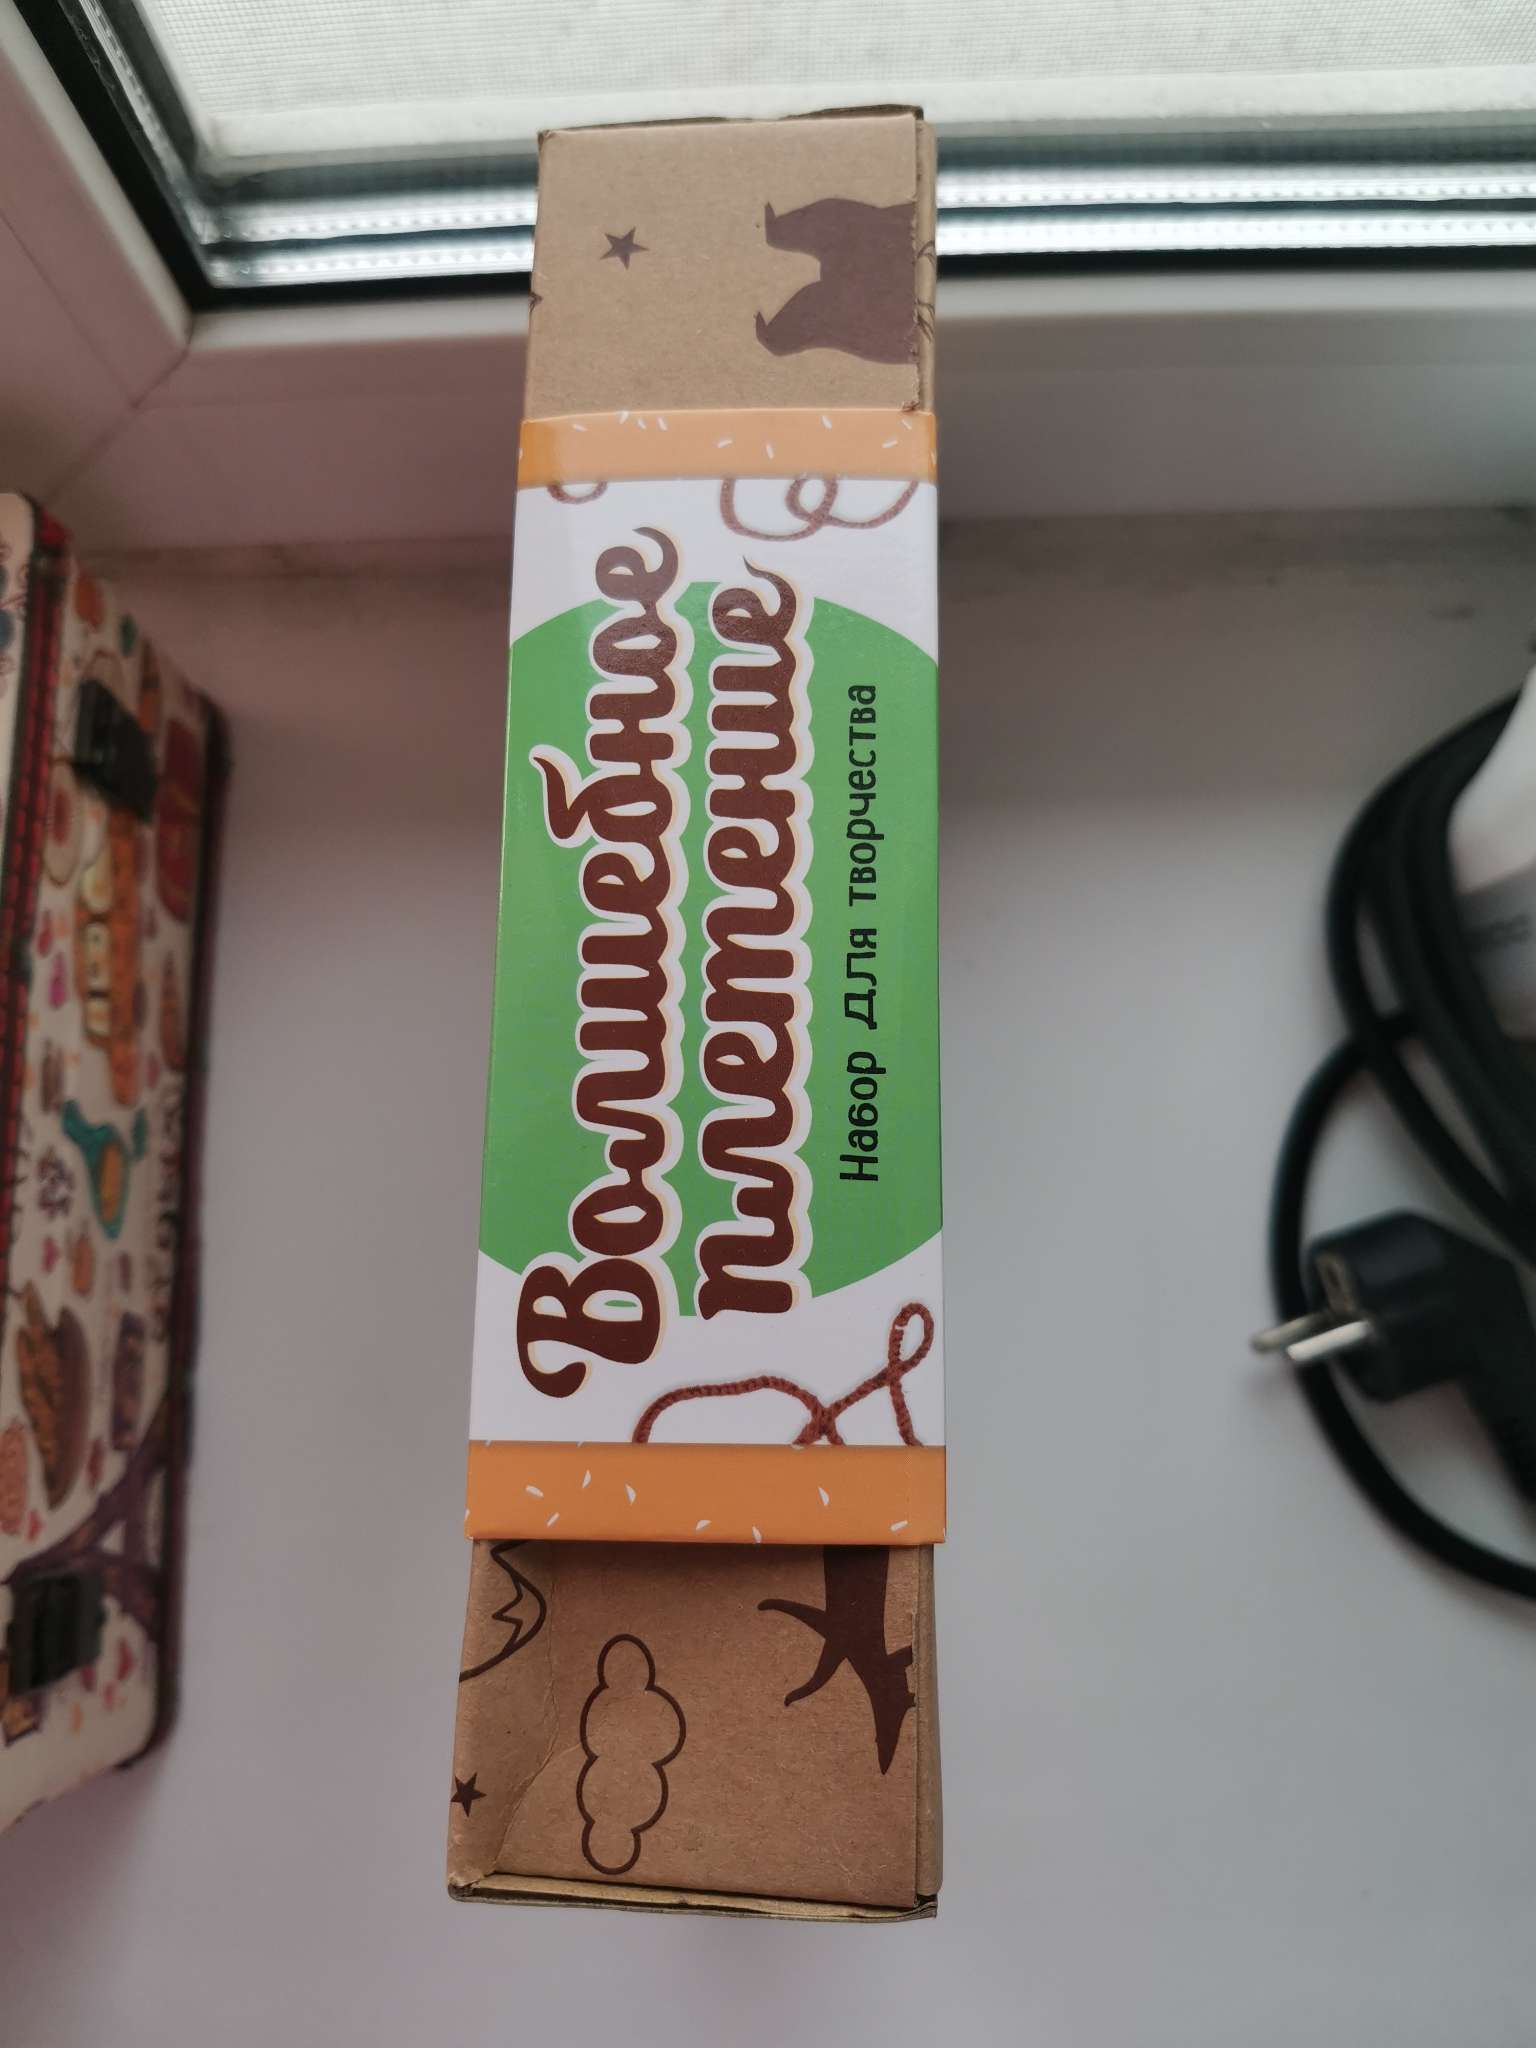 Волшебное
плетение
Набор для творчества